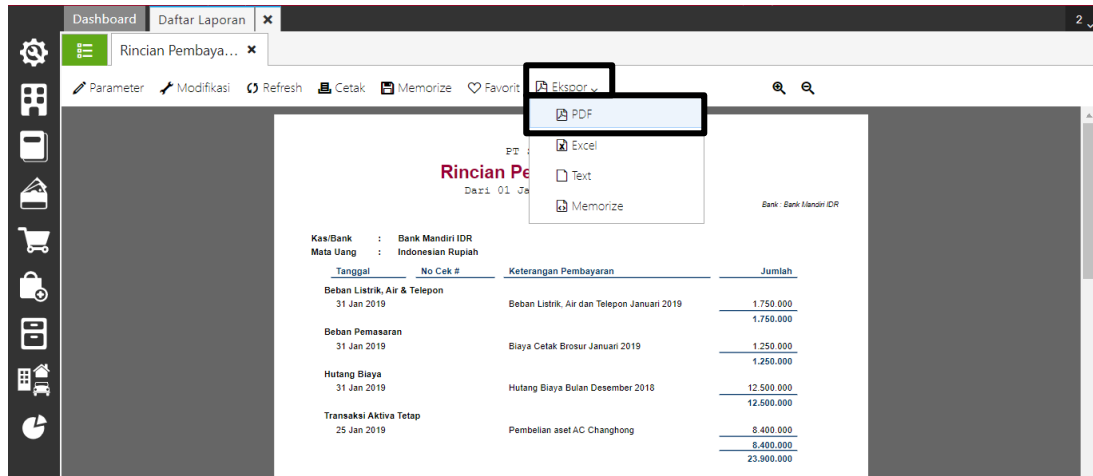 Dashboard Daftar Laporan ×
2
Rincian Pembaya... ×
Parameter Modifikasi Refresh Cetak Memorize Favorit Ekspor
PDF
Excel
Text
Memorize
PT
Rincian Pe
Dari 01 Ja
Bank : Bank Mandiri IDR
Kas/Bank : Bank Mandiri IDR
Mata Uang : Indonesian Rupiah
Tanggal No Cek # Keterangan Pembayaran Jumlah
Beban Listrik, Air & Telepon
31 Jan 2019 Beban Listrik, Air dan Telepon Januari 2019 1.750.000
1.750.000
Beban Pemasaran
31 Jan 2019 Biaya Cetak Brosur Januari 2019 1.250.000
1.250.000
Hutang Biaya
31 Jan 2019 Hutang Biaya Bulan Desember 2018 12.500.000
12.500.000
Transaksi Aktiva Tetap
25 Jan 2019 Pembelian aset AC Changhong 8.400.000
8.400.000
23.900.000